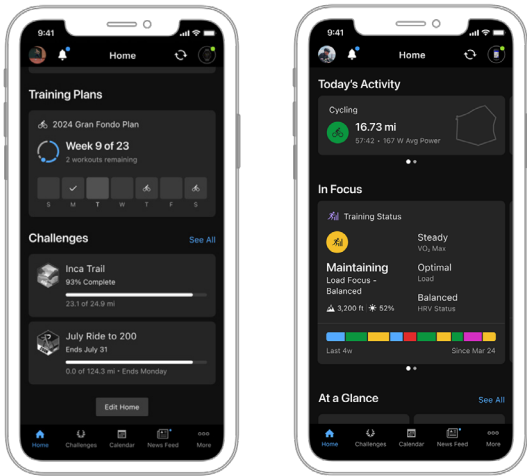 9:41
Home
Training Plans
2024 Gran Fondo Plan
Week 9 of 23
2 workouts remaining
S M T W T F S
Challenges
See All
Inca Trail
93% Complete
23.1 of 24.9 mi
July Ride to 200
Ends July 31
0.0 of 124.3 mi • Ends Monday
Edit Home
Home
Challenges
Calendar
News Feed
More
9:41
Home
Today's Activity
Cycling
16.73 mi
57:42 • 167 W Avg Power
In Focus
Training Status
Steady
VO₂ Max
Maintaining
Load Focus -
Balanced
Optimal
Load
Balanced
HRV Status
3,200 ft
52%
Last 4w
Since Mar 24
At a Glance
See All
Home
Challenges
Calendar
News Feed
More